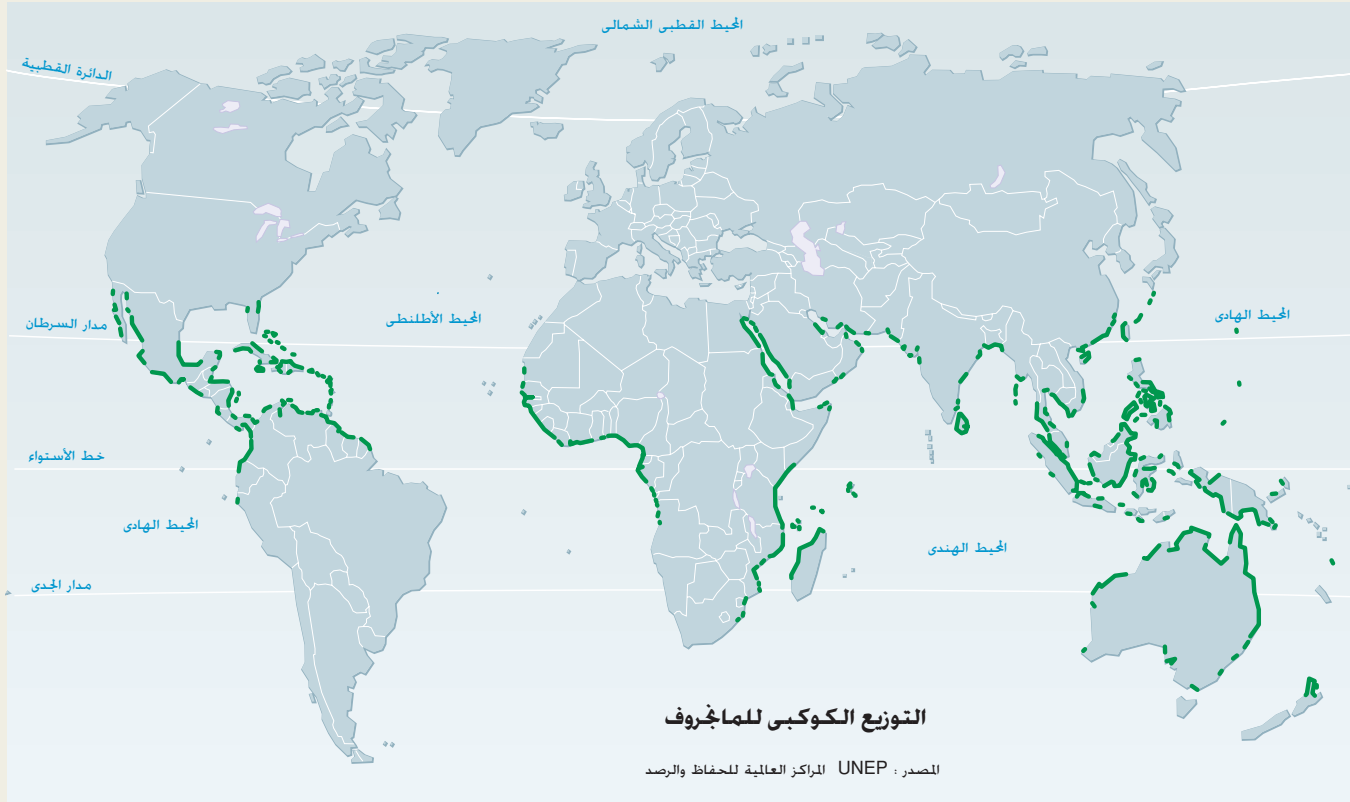 المحيط القطبى الشمالى
الدائرة القطبية
المحيط الهادى
المحيط الأطلنطى
مدار السرطان
خط الأستواء
المحيط الهادى
المحيط الهندى
مدار الجدى
التوزيع الكوكبى للمانجروف
المصدر : UNEP المراكز العالمية للحفاظ والرصد